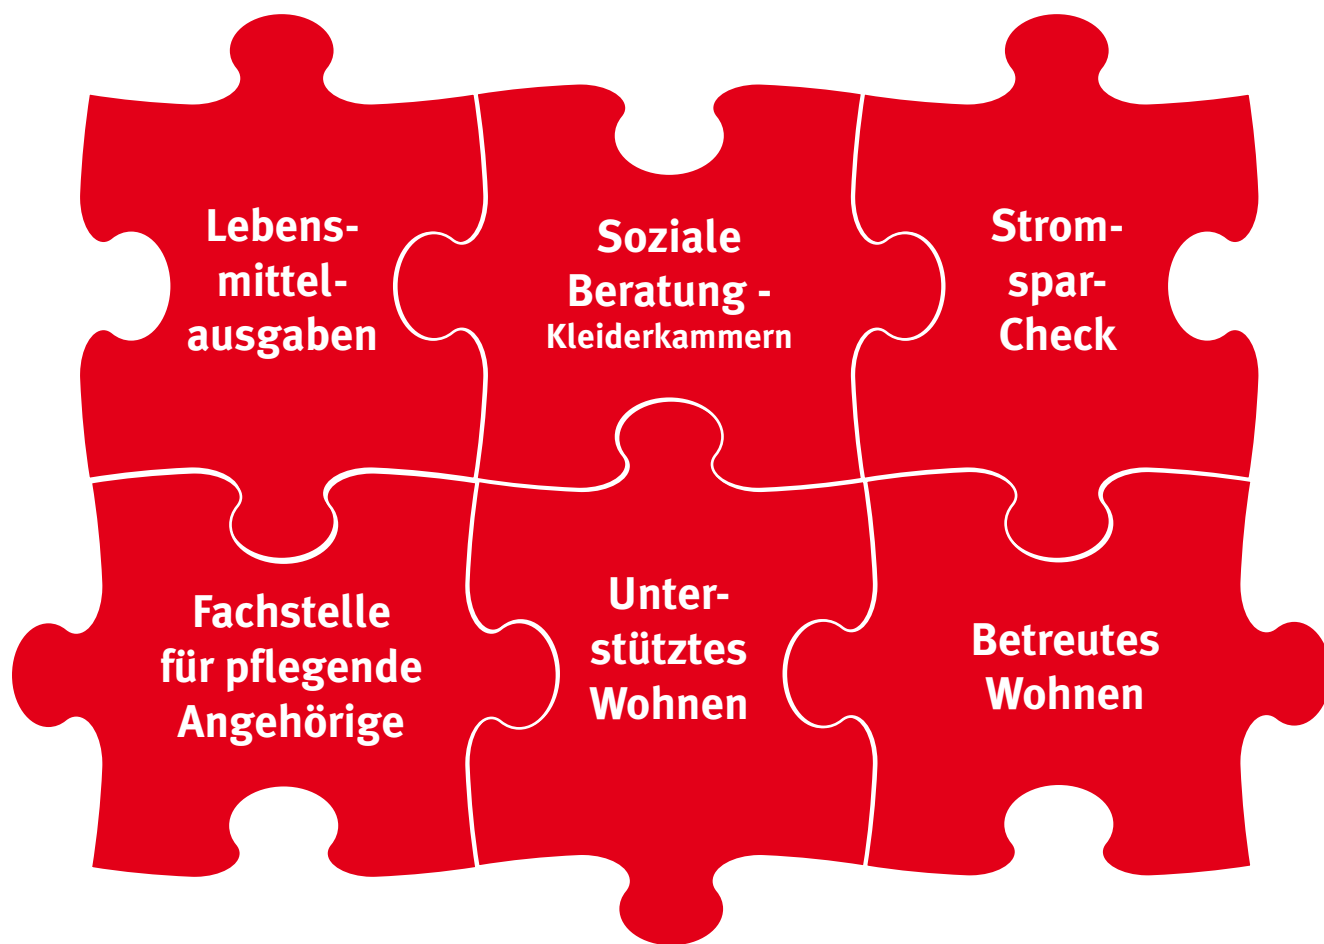 Lebens-
mittel-
ausgaben
Soziale
Beratung -
Kleiderkammern
Strom-
spar-
Check
Fachstelle
für pflegende
Angehörige
Unter-
stütztes
Wohnen
Betreutes
Wohnen